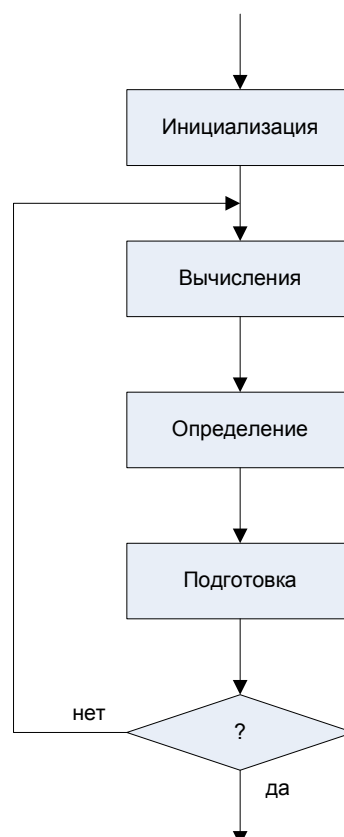 Инициализация
Вычисления
Определение
Подготовка
?
нет
да